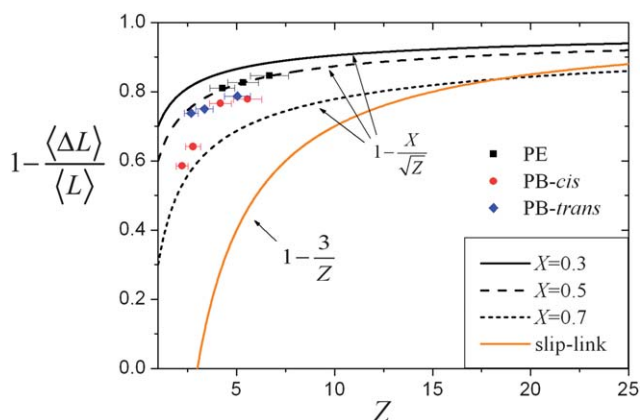 1.0
0.8
0.6
0.4
0.2
0.0
1 - ⟨ΔL⟩/⟨L⟩
1 - X/√Z
1 - 3/Z
PE
PB-cis
PB-trans
X=0.3
X=0.5
X=0.7
slip-link
5 10 15 20 25
Z